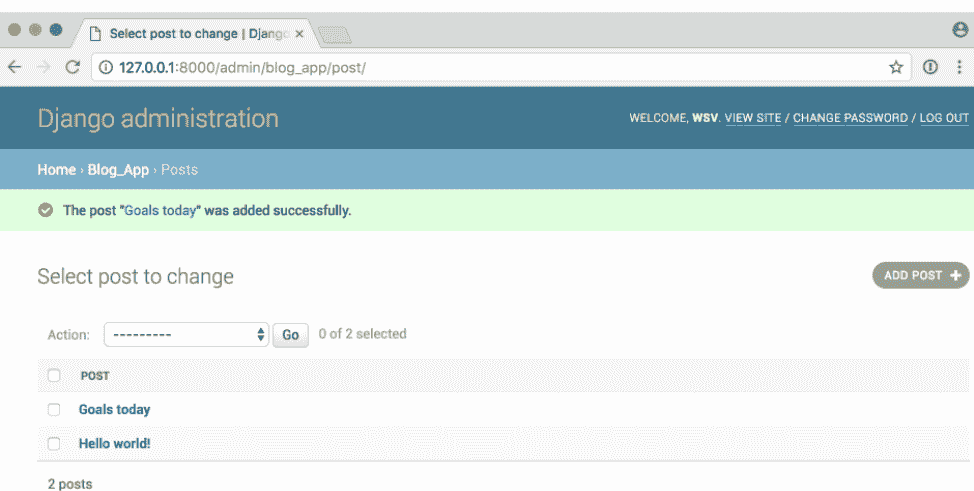 Select post to change | Djang
127.0.0.1:8000/admin/blog_app/post/
Django administration
WELCOME, WSV. VIEW SITE / CHANGE PASSWORD / LOG OUT
Home › Blog_App › Posts
The post "Goals today" was added successfully.
Select post to change
ADD POST +
Action: --------- Go 0 of 2 selected
POST
Goals today
Hello world!
2 posts